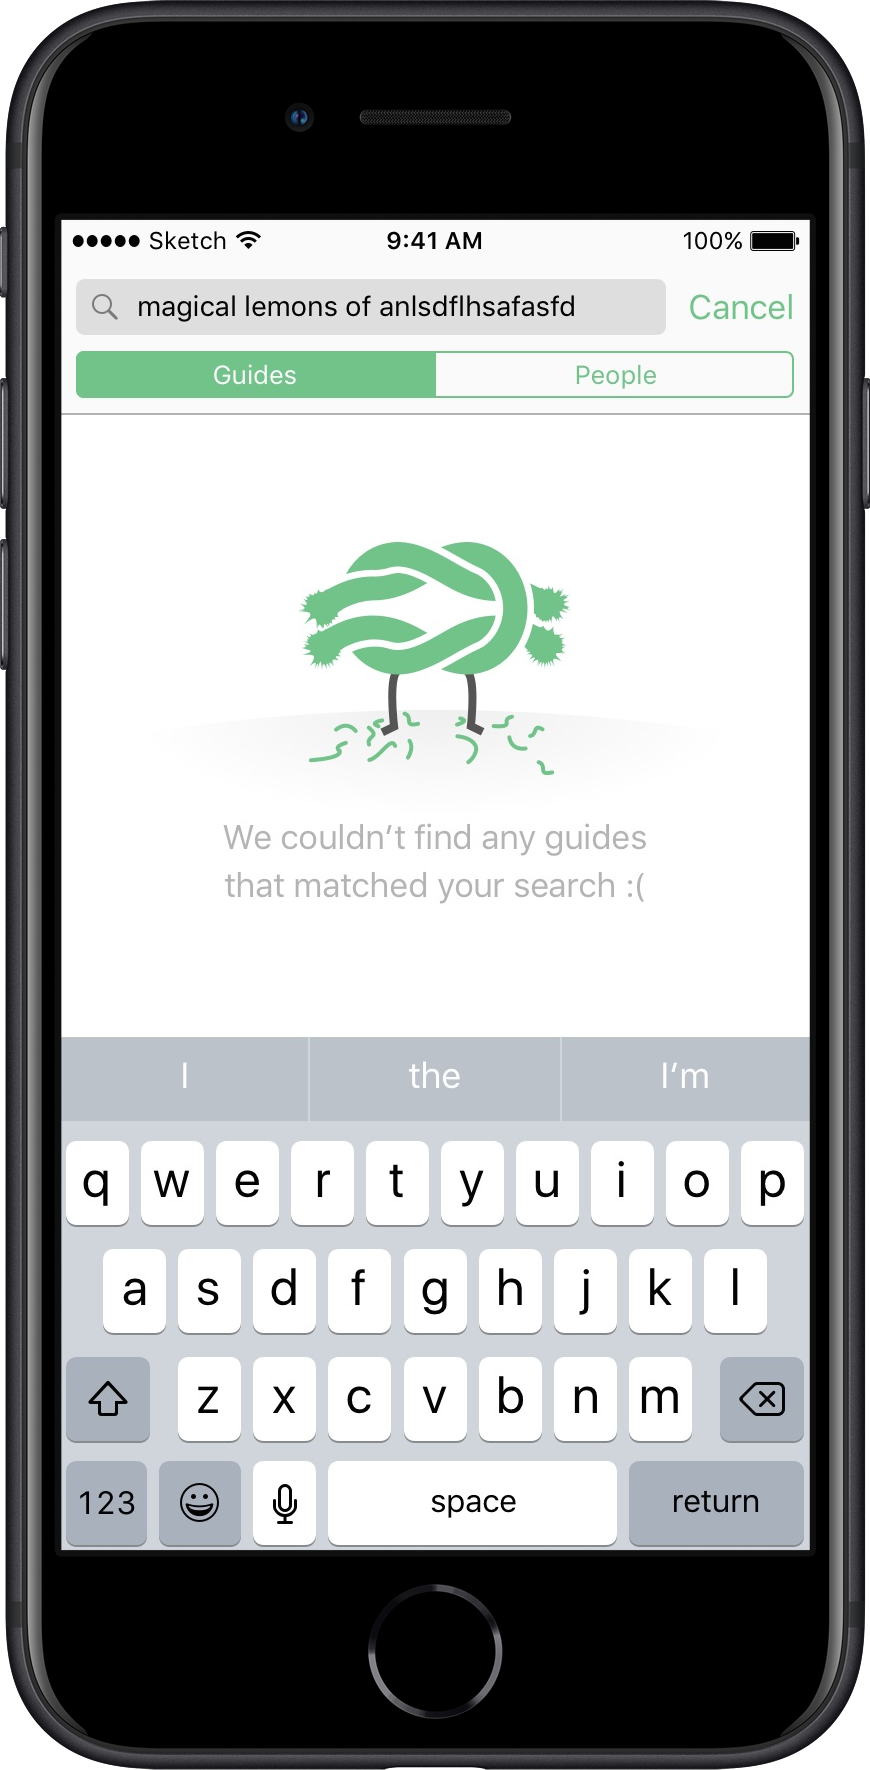 Sketch 9:41 AM 100%
magical lemons of anlsdflhsafasfd Cancel
Guides People
We couldn’t find any guides
that matched your search :(
I the I’m
q w e r t y u i o p
a s d f g h j k l
z x c v b n m
123 space return